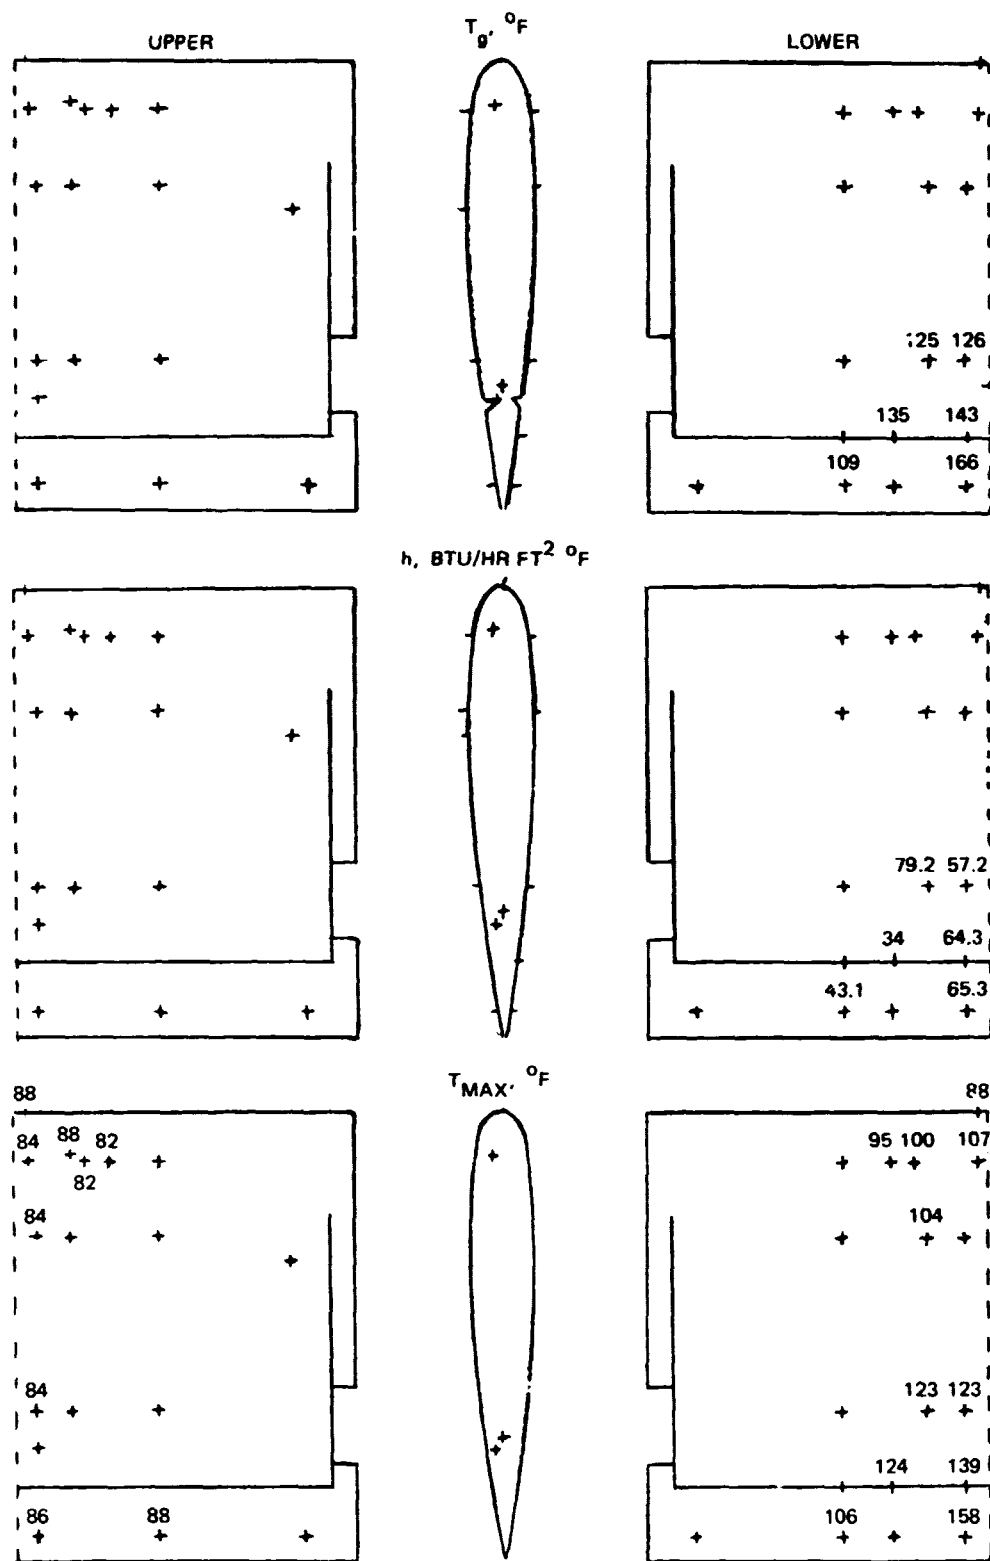 UPPER
Tg, °F
LOWER
125 126
135 143
109 166
h, BTU/HR FT² °F
79.2 57.2
34 64.3
43.1 65.3
TMAX, °F
88
84 88 82
82
84
84
86 88
88
95 100 107
104
123 123
124 139
106 158